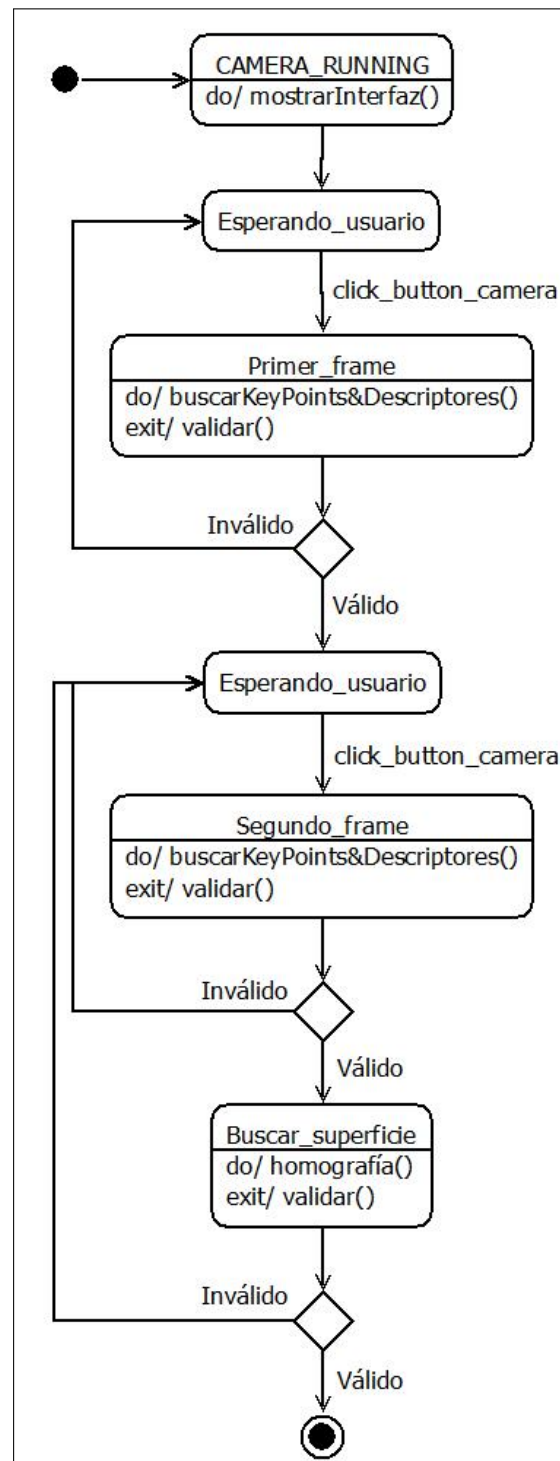 CAMERA_RUNNING
do/ mostrarInterfaz()
Esperando_usuario
click_button_camera
Primer_frame
do/ buscarKeyPoints&Descriptores()
exit/ validar()
Inválido
Válido
Esperando_usuario
click_button_camera
Segundo_frame
do/ buscarKeyPoints&Descriptores()
exit/ validar()
Inválido
Válido
Buscar_superficie
do/ homografía()
exit/ validar()
Inválido
Válido